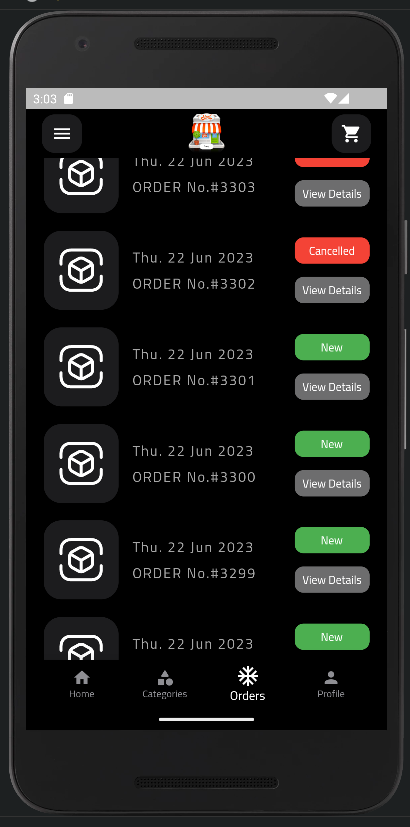 3:03
Thu. 22 Jun 2023
ORDER No.#3303
View Details
Cancelled
Thu. 22 Jun 2023
ORDER No.#3302
View Details
New
Thu. 22 Jun 2023
ORDER No.#3301
View Details
New
Thu. 22 Jun 2023
ORDER No.#3300
View Details
New
Thu. 22 Jun 2023
ORDER No.#3299
View Details
New
Thu. 22 Jun 2023
Home Categories Orders Profile